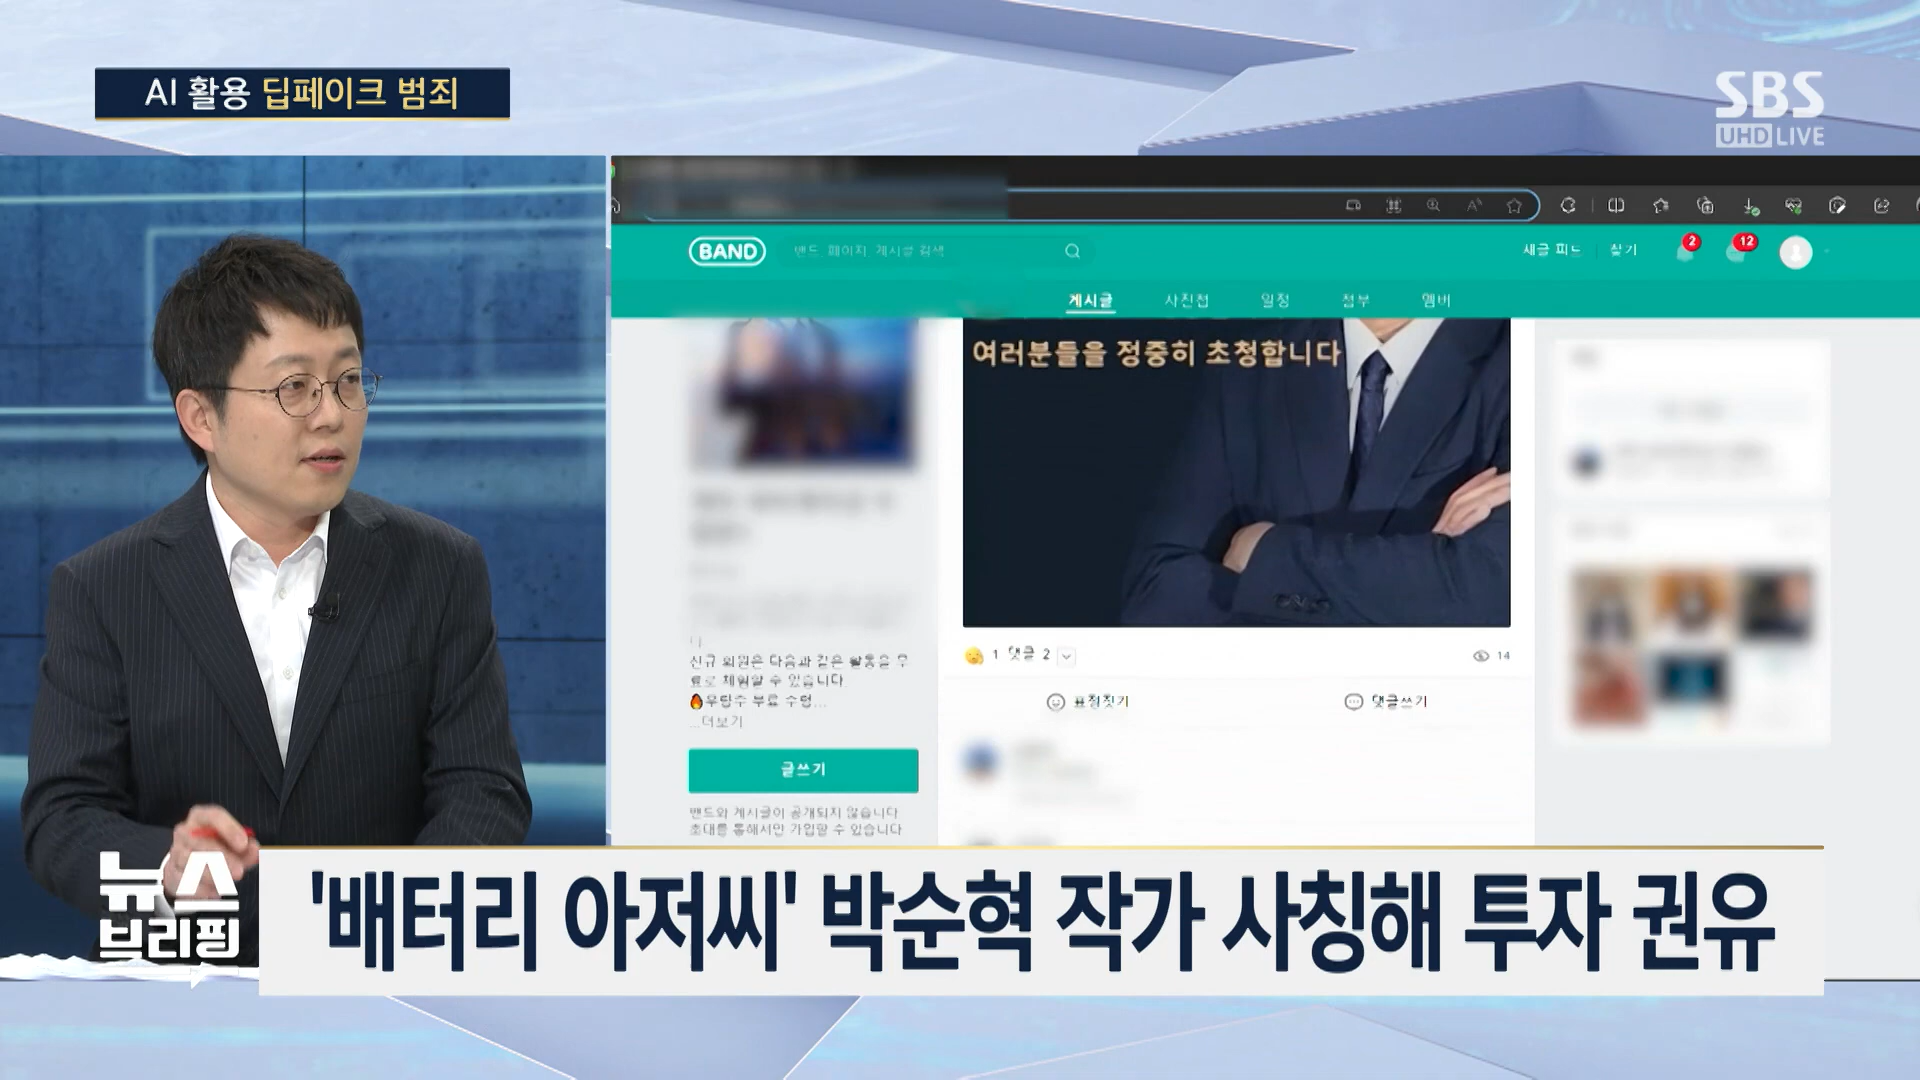 AI 활용 딥페이크 범죄
SBS
UHD LIVE
BAND
밴드, 페이지, 게시글 검색
새글 피드
찾기
2
12
게시글
사진첩
일정
첨부
멤버
여러분들을 정중히 초청합니다
신규 회원은 다음과 같은 활동을 무
료로 체험할 수 있습니다.
🔥우량주 무료 수령...
...더보기
1 댓글 2
14
표정짓기
댓글쓰기
글쓰기
밴드와 게시글이 공개되지 않습니다.
초대를 통해서만 가입할 수 있습니다.
뉴스
브리핑
'배터리 아저씨' 박순혁 작가 사칭해 투자 권유